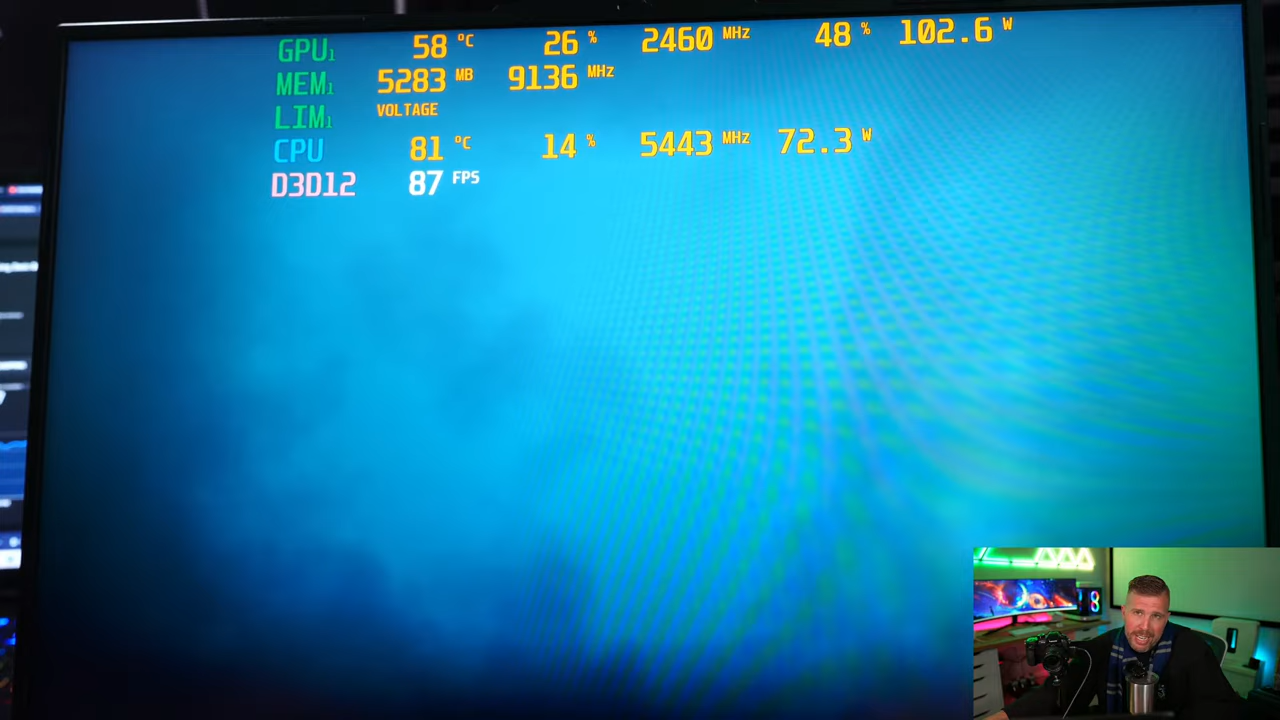 GPU1 58 °C 26 % 2460 MHz 48 % 102.6 W
MEM1 5283 MB 9136 MHz
LIM1 VOLTAGE
CPU 81 °C 14 % 5443 MHz 72.3 W
D3D12 87 FPS